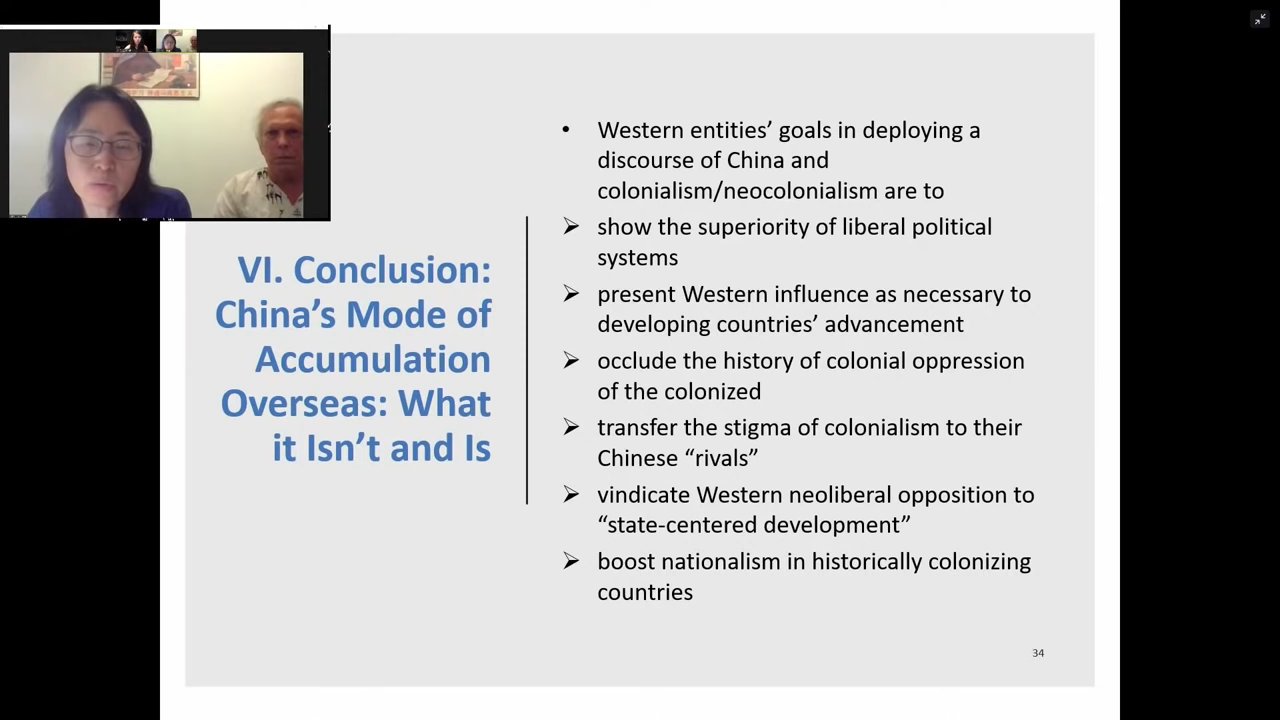 VI. Conclusion:
China’s Mode of
Accumulation
Overseas: What
it Isn’t and Is
• Western entities’ goals in deploying a
discourse of China and
colonialism/neocolonialism are to
➢ show the superiority of liberal political
systems
➢ present Western influence as necessary to
developing countries’ advancement
➢ occlude the history of colonial oppression
of the colonized
➢ transfer the stigma of colonialism to their
Chinese “rivals”
➢ vindicate Western neoliberal opposition to
“state-centered development”
➢ boost nationalism in historically colonizing
countries
34